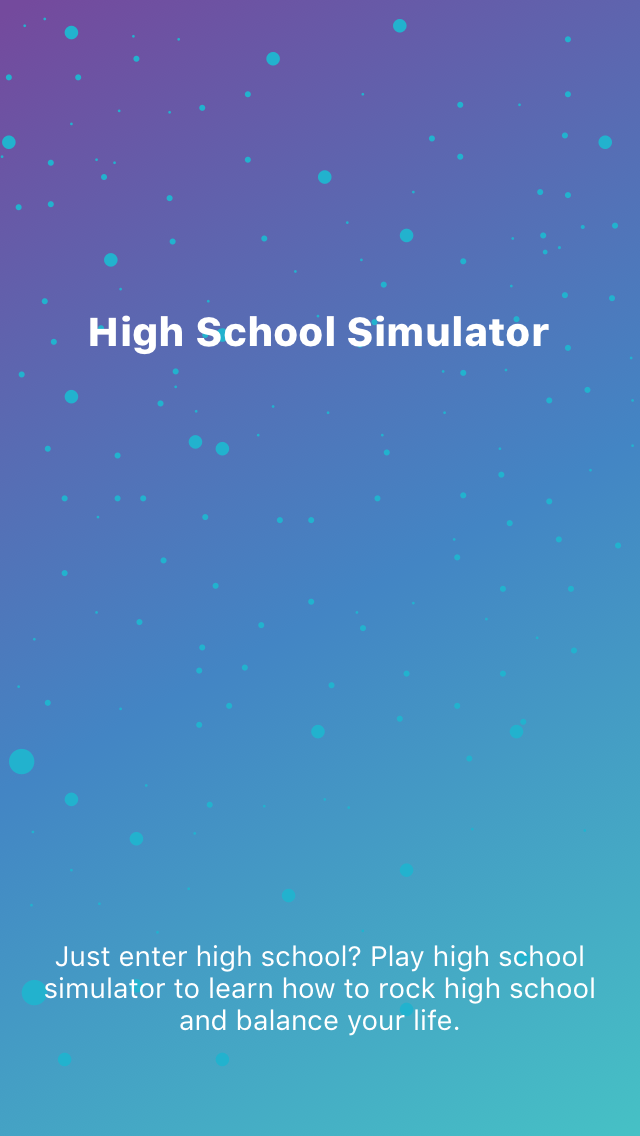 High School Simulator
Just enter high school? Play high school
simulator to learn how to rock high school
and balance your life.